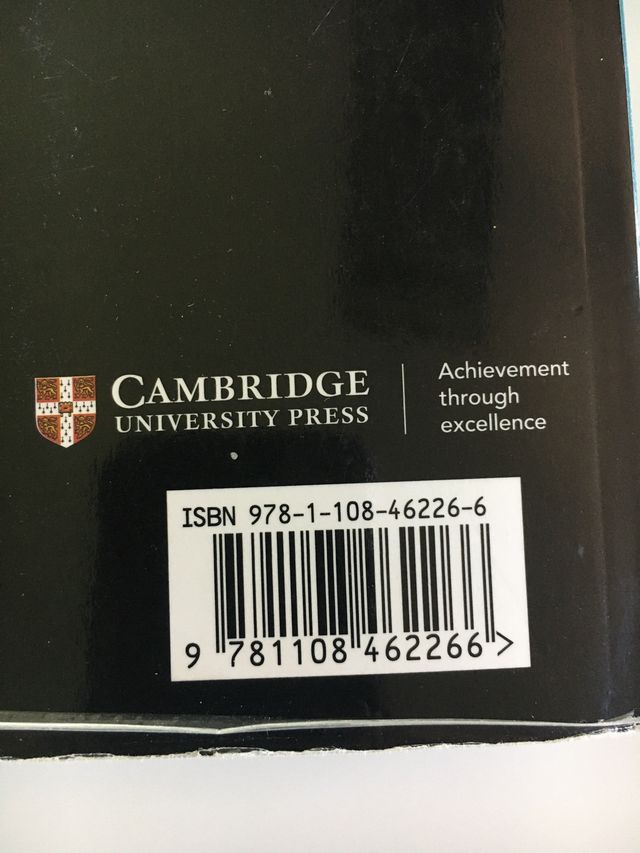 CAMBRIDGE
UNIVERSITY PRESS
Achievement
through
excellence
ISBN 978-1-108-46226-6
9 781108 462266 >